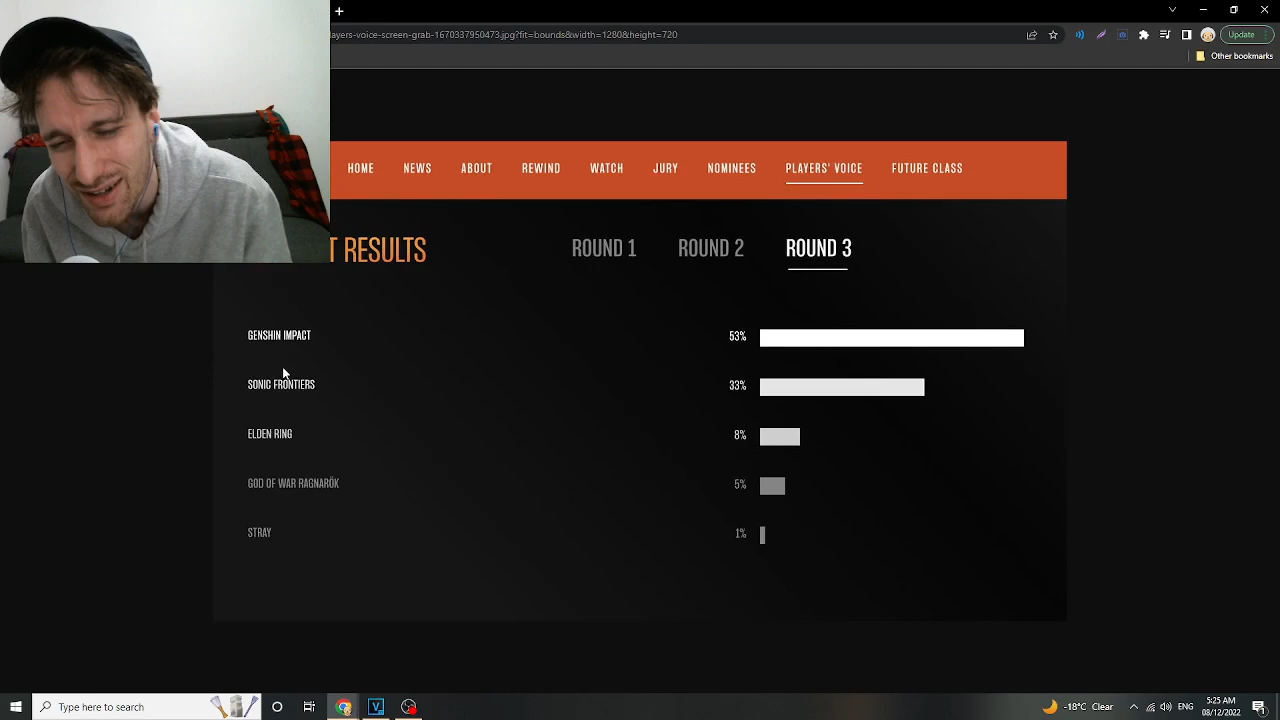 yers-voice-screen-grab-1670337950473.jpg?fit=bounds&width=1280&height=720
Update
Other bookmarks
HOME NEWS ABOUT REWIND WATCH JURY NOMINEES PLAYERS' VOICE FUTURE CLASS
T RESULTS
ROUND 1 ROUND 2 ROUND 3
GENSHIN IMPACT 53%
SONIC FRONTIERS 33%
ELDEN RING 8%
GOD OF WAR RAGNARÖK 5%
STRAY 1%
Type here to search
V
-18°C
ENG
5:25 AM
08/12/2022